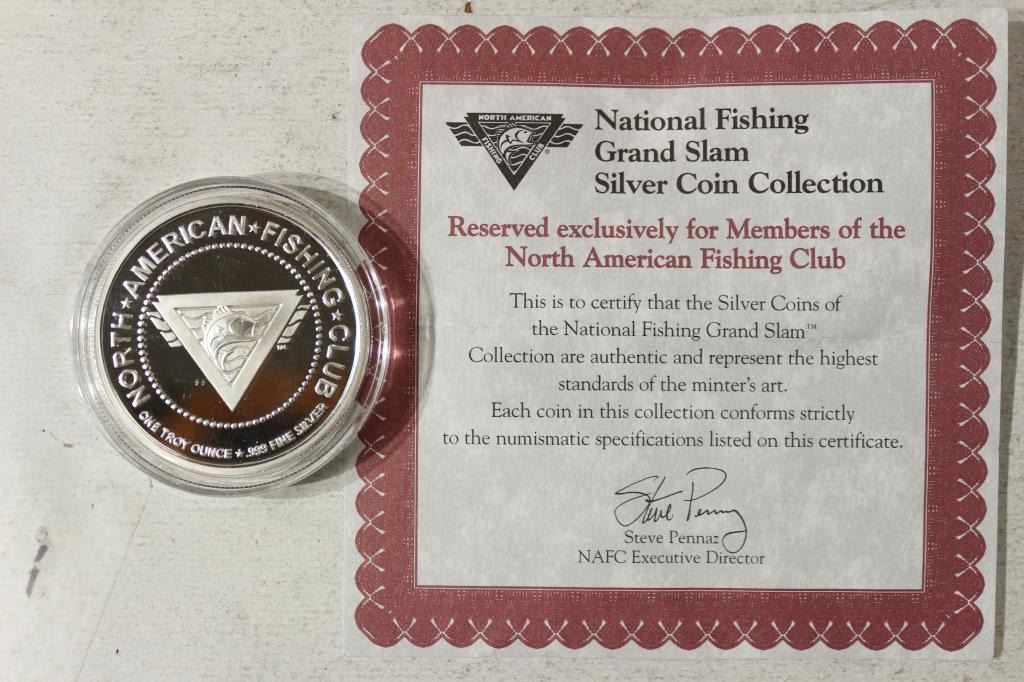 NORTH★AMERICAN★FISHING★CLUB
TM
ONE TROY OUNCE ★ .999 FINE SILVER
NORTH AMERICAN
FISHING CLUB
®
National Fishing
Grand Slam
Silver Coin Collection
Reserved exclusively for Members of the
North American Fishing Club
This is to certify that the Silver Coins of
the National Fishing Grand Slam™
Collection are authentic and represent the highest
standards of the minter's art.
Each coin in this collection conforms strictly
to the numismatic specifications listed on this certificate.
Steve Pennaz
NAFC Executive Director